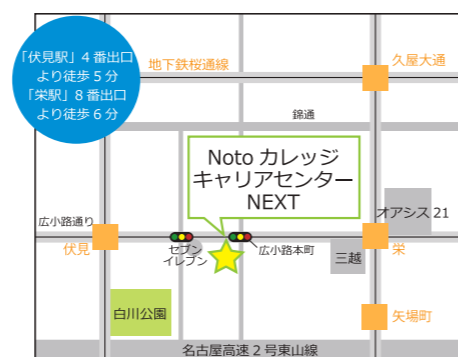 「伏見駅」4番出口
より徒歩5分
「栄駅」8番出口
より徒歩6分
地下鉄桜通線
久屋大通
錦通
Noto カレッジ
キャリアセンター
NEXT
オアシス21
広小路通り
伏見
セブン
イレブン
広小路本町
三越
栄
白川公園
矢場町
名古屋高速2号東山線